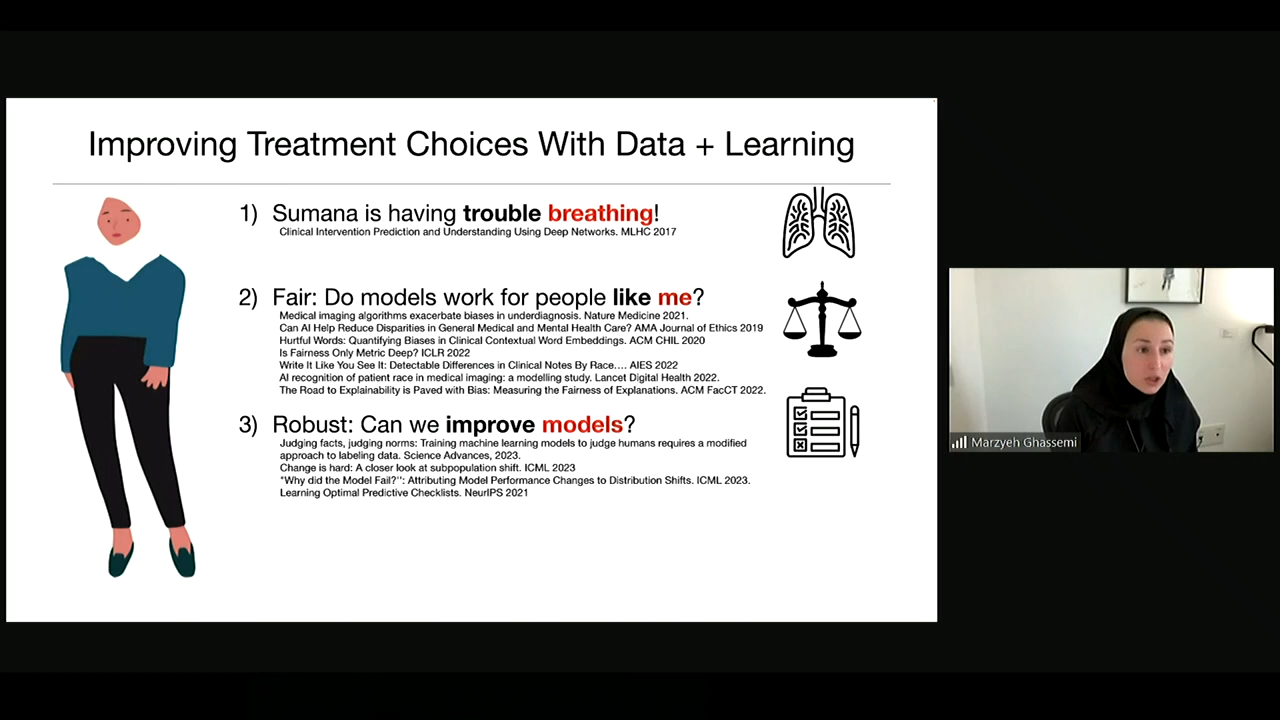 Improving Treatment Choices With Data + Learning
1) Sumana is having trouble breathing!
Clinical Intervention Prediction and Understanding Using Deep Networks. MLHC 2017
2) Fair: Do models work for people like me?
Medical imaging algorithms exacerbate biases in underdiagnosis. Nature Medicine 2021.
Can AI Help Reduce Disparities in General Medical and Mental Health Care? AMA Journal of Ethics 2019
Hurtful Words: Quantifying Biases in Clinical Contextual Word Embeddings. ACM CHIL 2020
Is Fairness Only Metric Deep? ICLR 2022
Write It Like You See It: Detectable Differences in Clinical Notes By Race.... AIES 2022
AI recognition of patient race in medical imaging: a modelling study. Lancet Digital Health 2022.
The Road to Explainability is Paved with Bias: Measuring the Fairness of Explanations. ACM FacCT 2022.
3) Robust: Can we improve models?
Judging facts, judging norms: Training machine learning models to judge humans requires a modified
approach to labeling data. Science Advances, 2023.
Change is hard: A closer look at subpopulation shift. ICML 2023
"Why did the Model Fail?'': Attributing Model Performance Changes to Distribution Shifts. ICML 2023.
Learning Optimal Predictive Checklists. NeurIPS 2021
Marzyeh Ghassemi